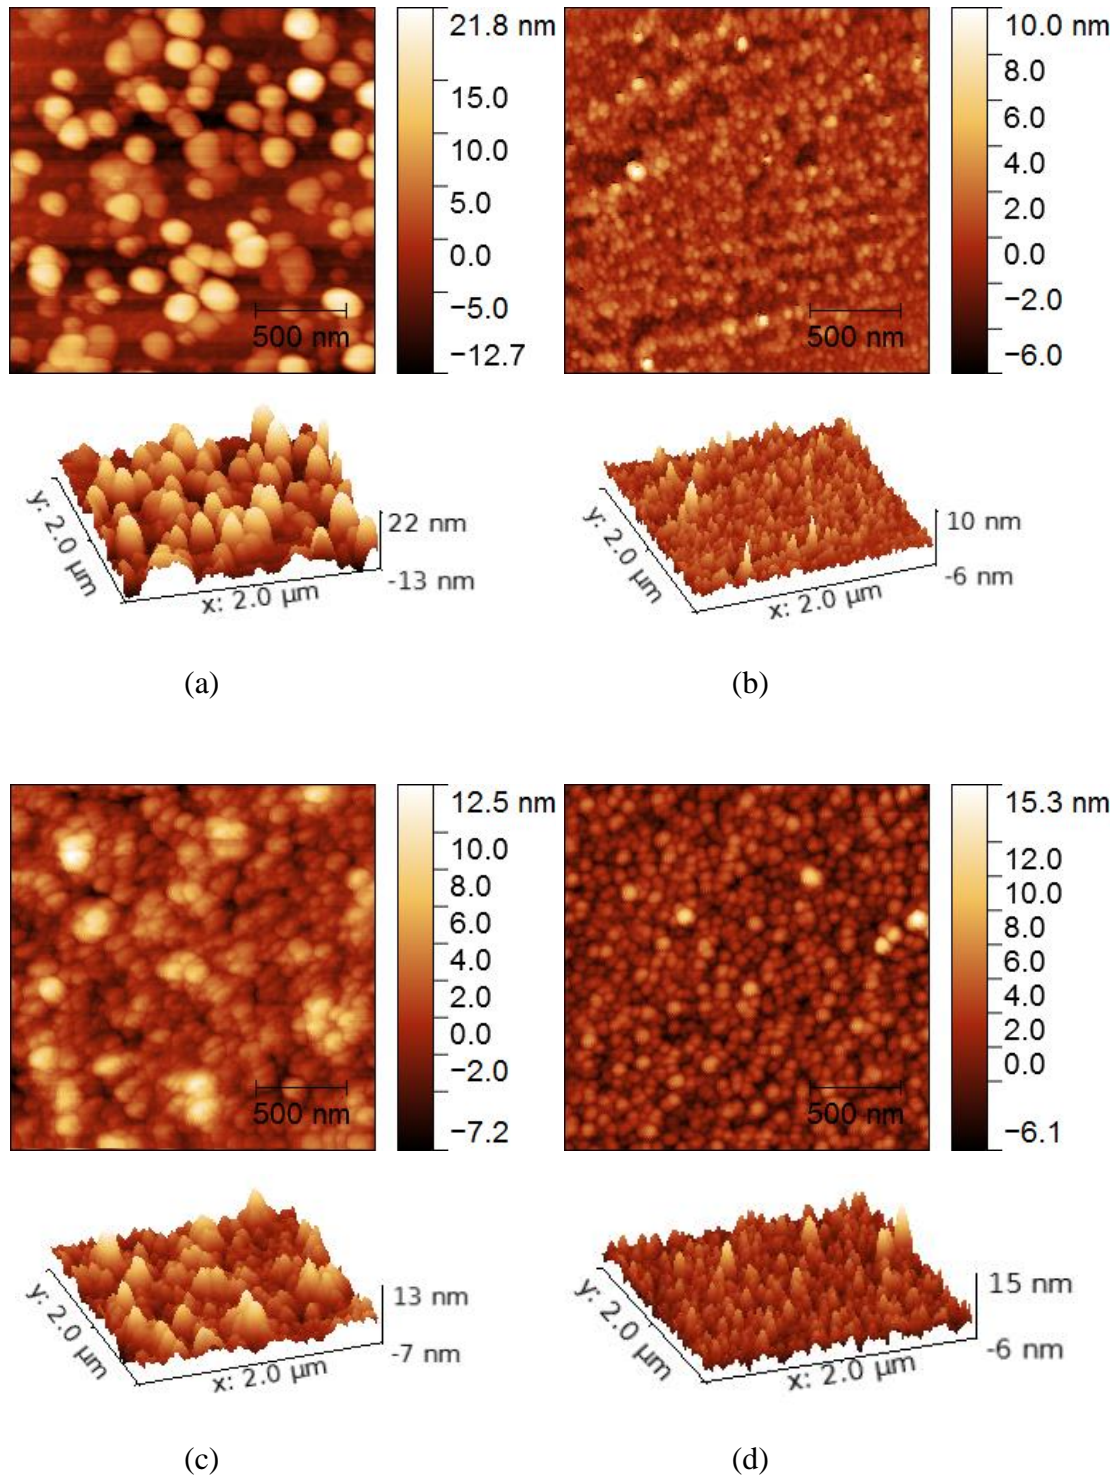 21.8 nm
15.0
10.0
5.0
0.0
−5.0
−12.7
500 nm
10.0 nm
8.0
6.0
4.0
2.0
0.0
−2.0
−6.0
500 nm
y: 2.0 µm
x: 2.0 µm
22 nm
-13 nm
y: 2.0 µm
x: 2.0 µm
10 nm
-6 nm
(a)
(b)
12.5 nm
10.0
8.0
6.0
4.0
2.0
0.0
−2.0
−7.2
500 nm
15.3 nm
12.0
10.0
8.0
6.0
4.0
2.0
0.0
−6.1
500 nm
y: 2.0 µm
x: 2.0 µm
13 nm
-7 nm
y: 2.0 µm
x: 2.0 µm
15 nm
-6 nm
(c)
(d)